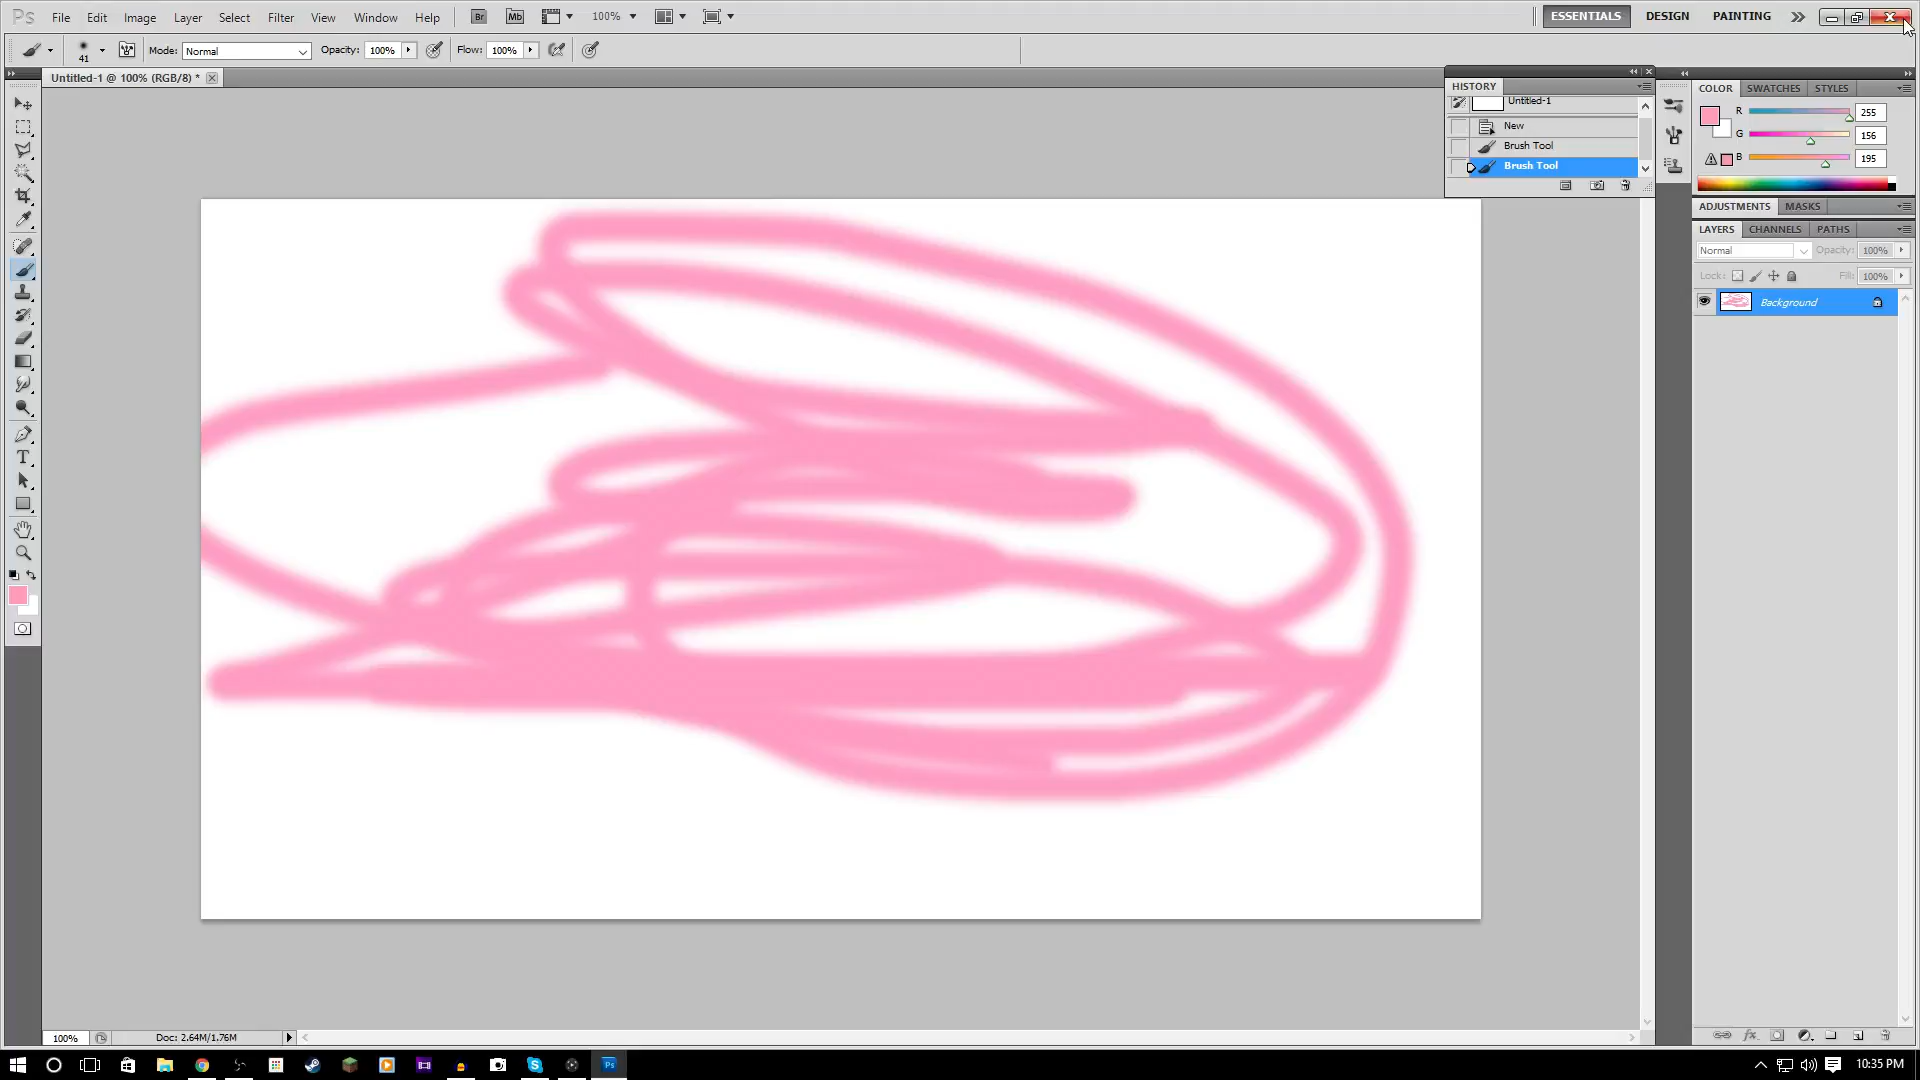 Ps File Edit Image Layer Select Filter View Window Help Br Mb 100% ESSENTIALS DESIGN PAINTING
41 Mode: Normal Opacity: 100% Flow: 100%
Untitled-1 @ 100% (RGB/8) *
HISTORY
Untitled-1
New
Brush Tool
Brush Tool
COLOR SWATCHES STYLES
R 255
G 156
B 195
ADJUSTMENTS MASKS
LAYERS CHANNELS PATHS
Normal Opacity: 100%
Lock: Fill: 100%
Background
T
100% Doc: 2.64M/1.76M
fx
Ps 10:35 PM